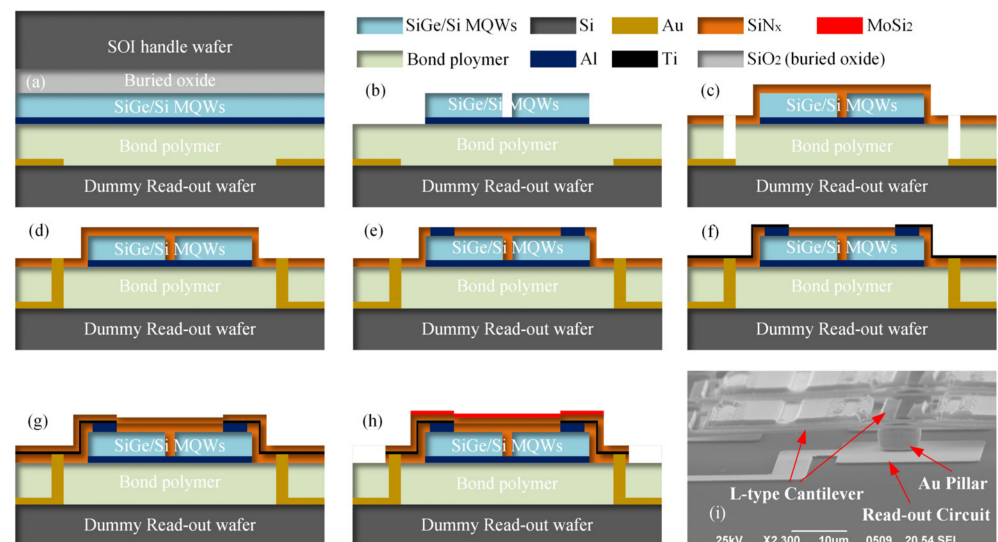 SiGe/Si MQWs Si Au SiNx MoSi2
Bond ploymer Al Ti SiO2 (buried oxide)
SOI handle wafer
(a) Buried oxide
SiGe/Si MQWs
Bond polymer
Dummy Read-out wafer
(b)
SiGe/Si MQWs
Bond polymer
Dummy Read-out wafer
(c)
SiGe/Si MQWs
Bond polymer
Dummy Read-out wafer
(d)
SiGe/Si MQWs
Bond polymer
Dummy Read-out wafer
(e)
SiGe/Si MQWs
Bond polymer
Dummy Read-out wafer
(f)
SiGe/Si MQWs
Bond polymer
Dummy Read-out wafer
(g)
SiGe/Si MQWs
Bond polymer
Dummy Read-out wafer
(h)
SiGe/Si MQWs
Bond polymer
Dummy Read-out wafer
L-type Cantilever
Au Pillar
Read-out Circuit
(i)
25kV X2,300 10µm 0509 20 54 SEI